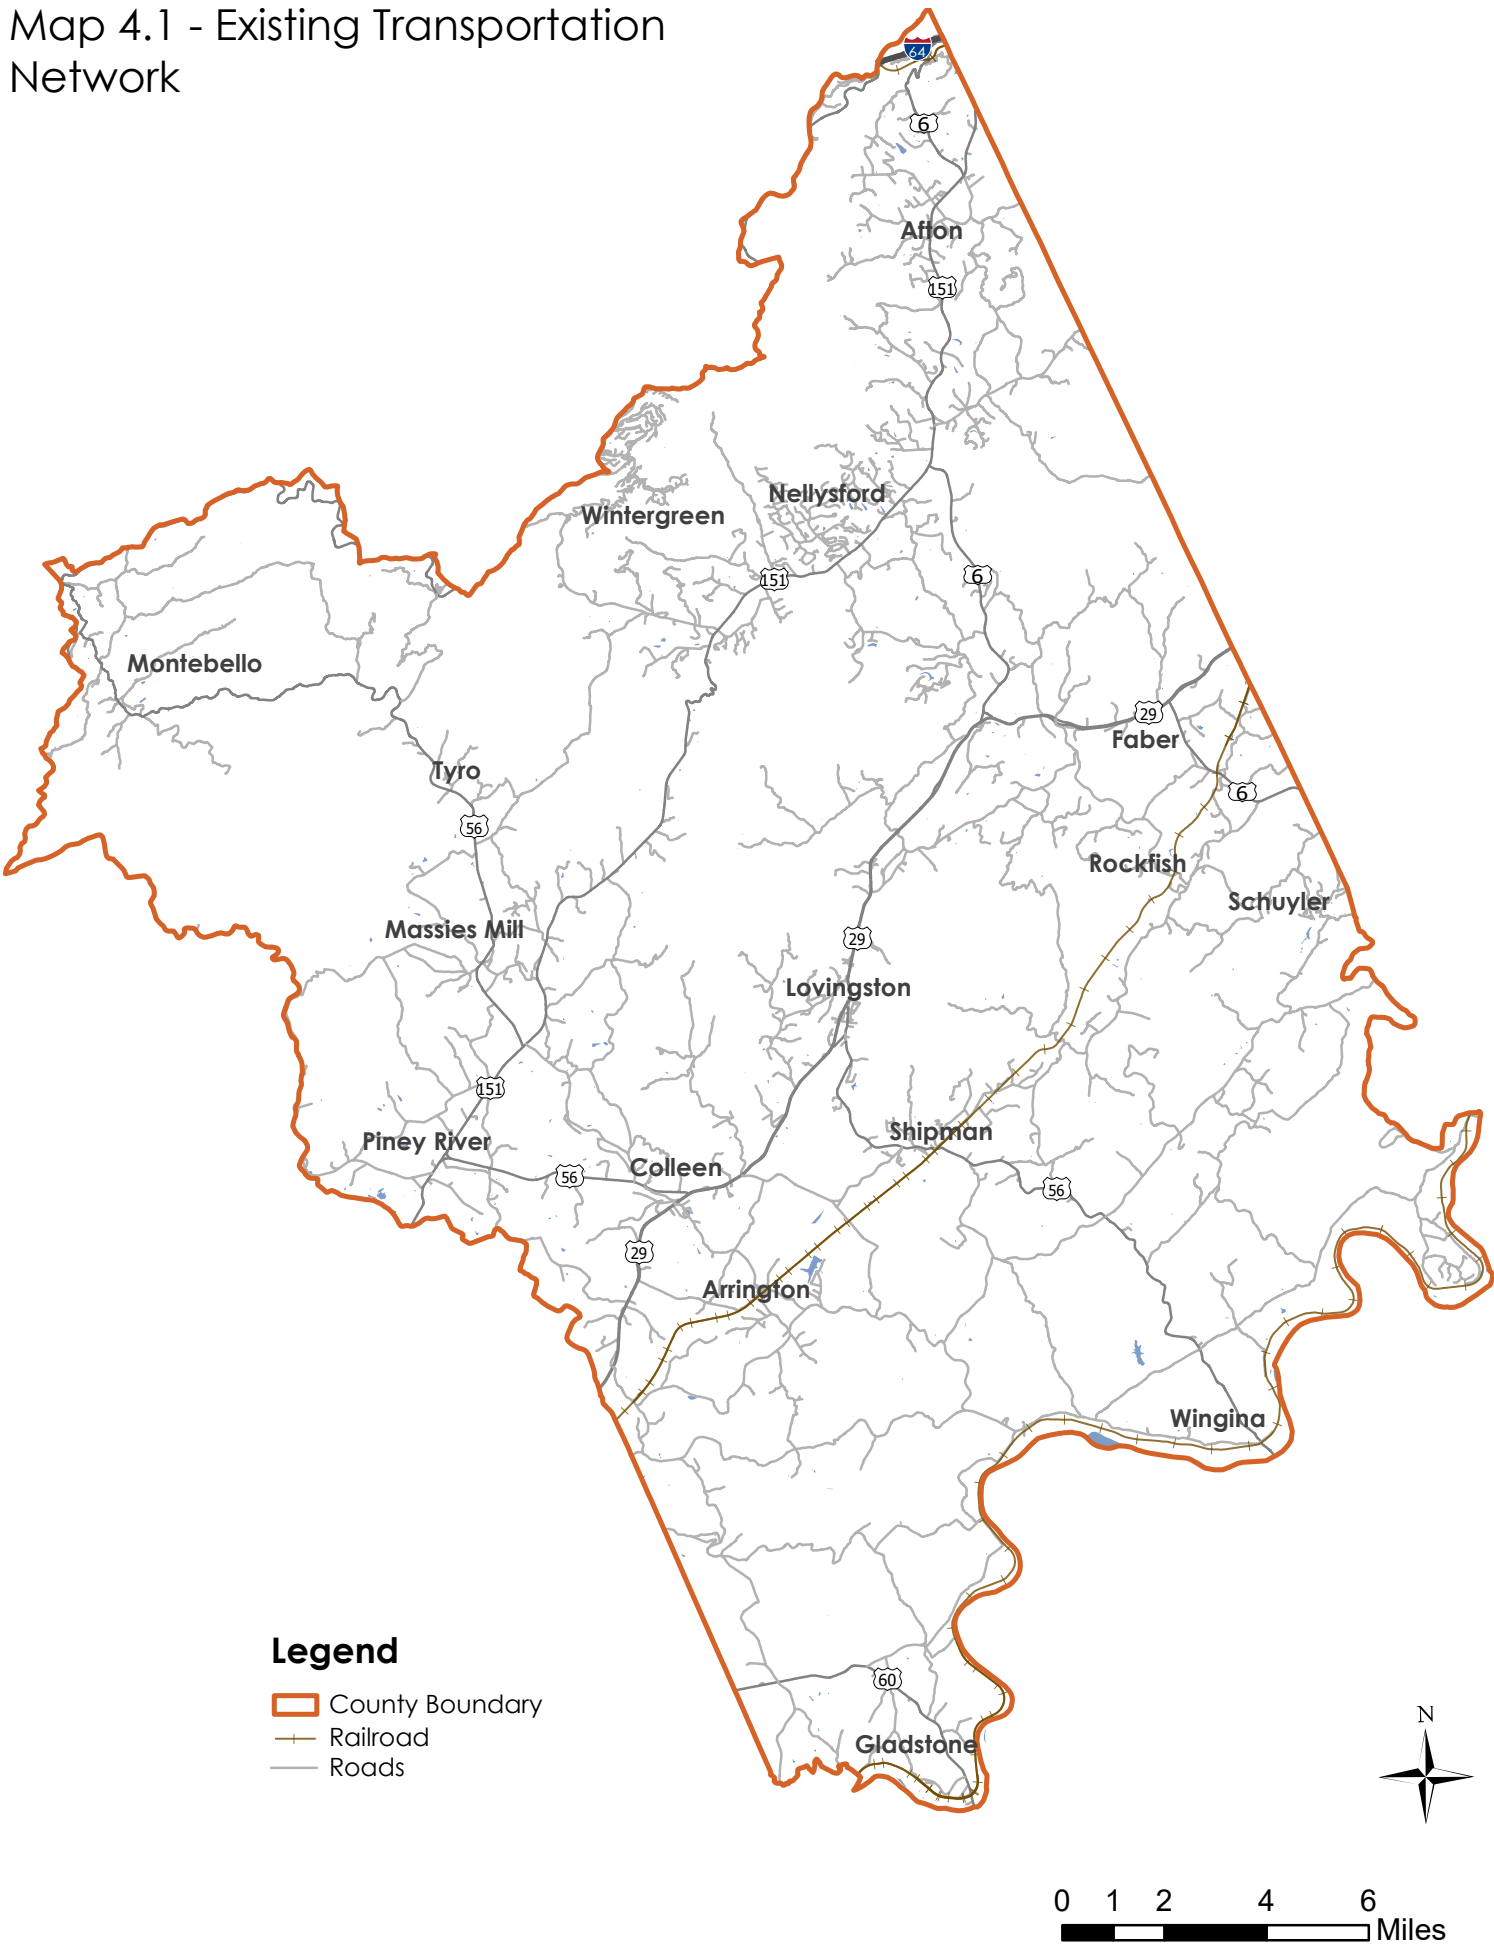 Map 4.1 - Existing Transportation
Network
64
6
Afton
151
Nellysford
Wintergreen
151
6
Montebello
29
Faber
Tyro
6
56
Rockfish
Schuyler
Massies Mill
29
Lovingston
151
Shipman
Piney River
Colleen
56
56
29
Arrington
Wingina
Legend
60
County Boundary
Railroad
Gladstone
Roads
N
0 1 2 4 6
Miles